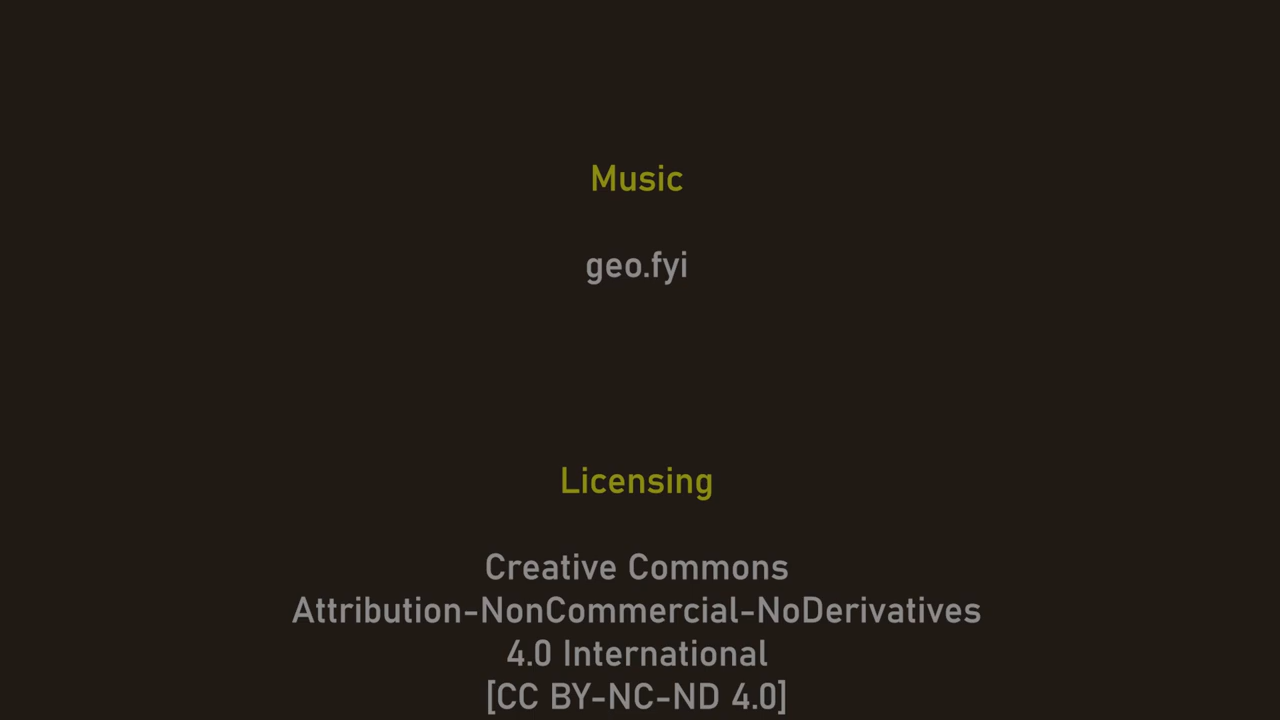 Music
geo.fyi
Licensing
Creative Commons
Attribution-NonCommercial-NoDerivatives
4.0 International
[CC BY-NC-ND 4.0]